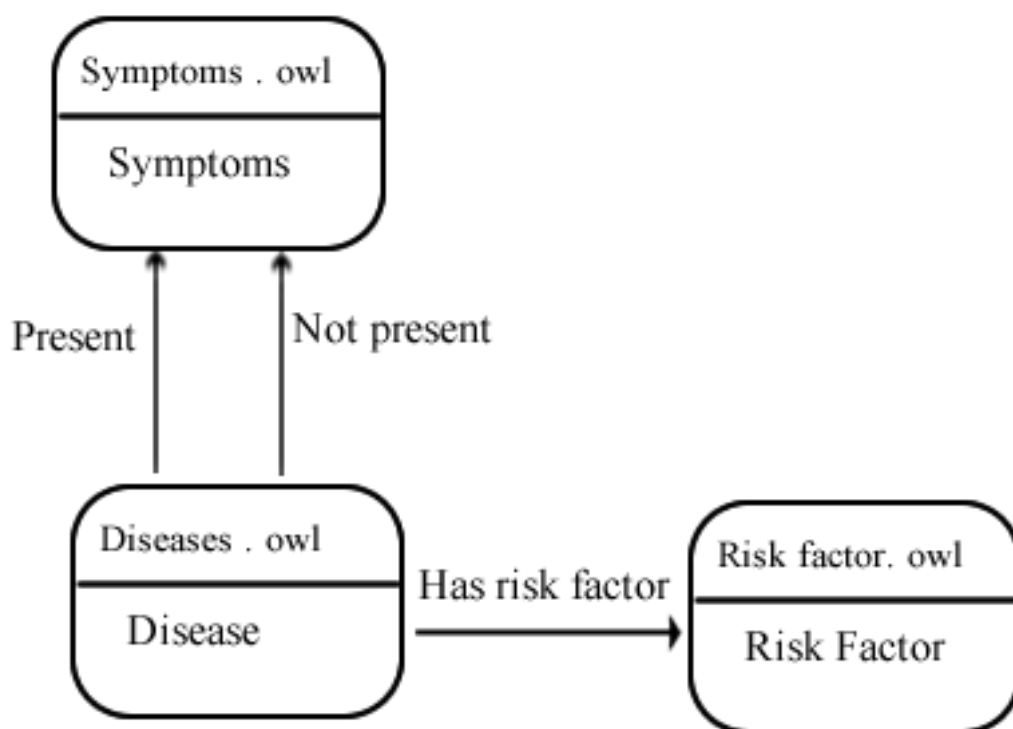 Symptoms . owl
Symptoms
Present
Not present
Diseases . owl
Disease
Has risk factor
Risk factor. owl
Risk Factor